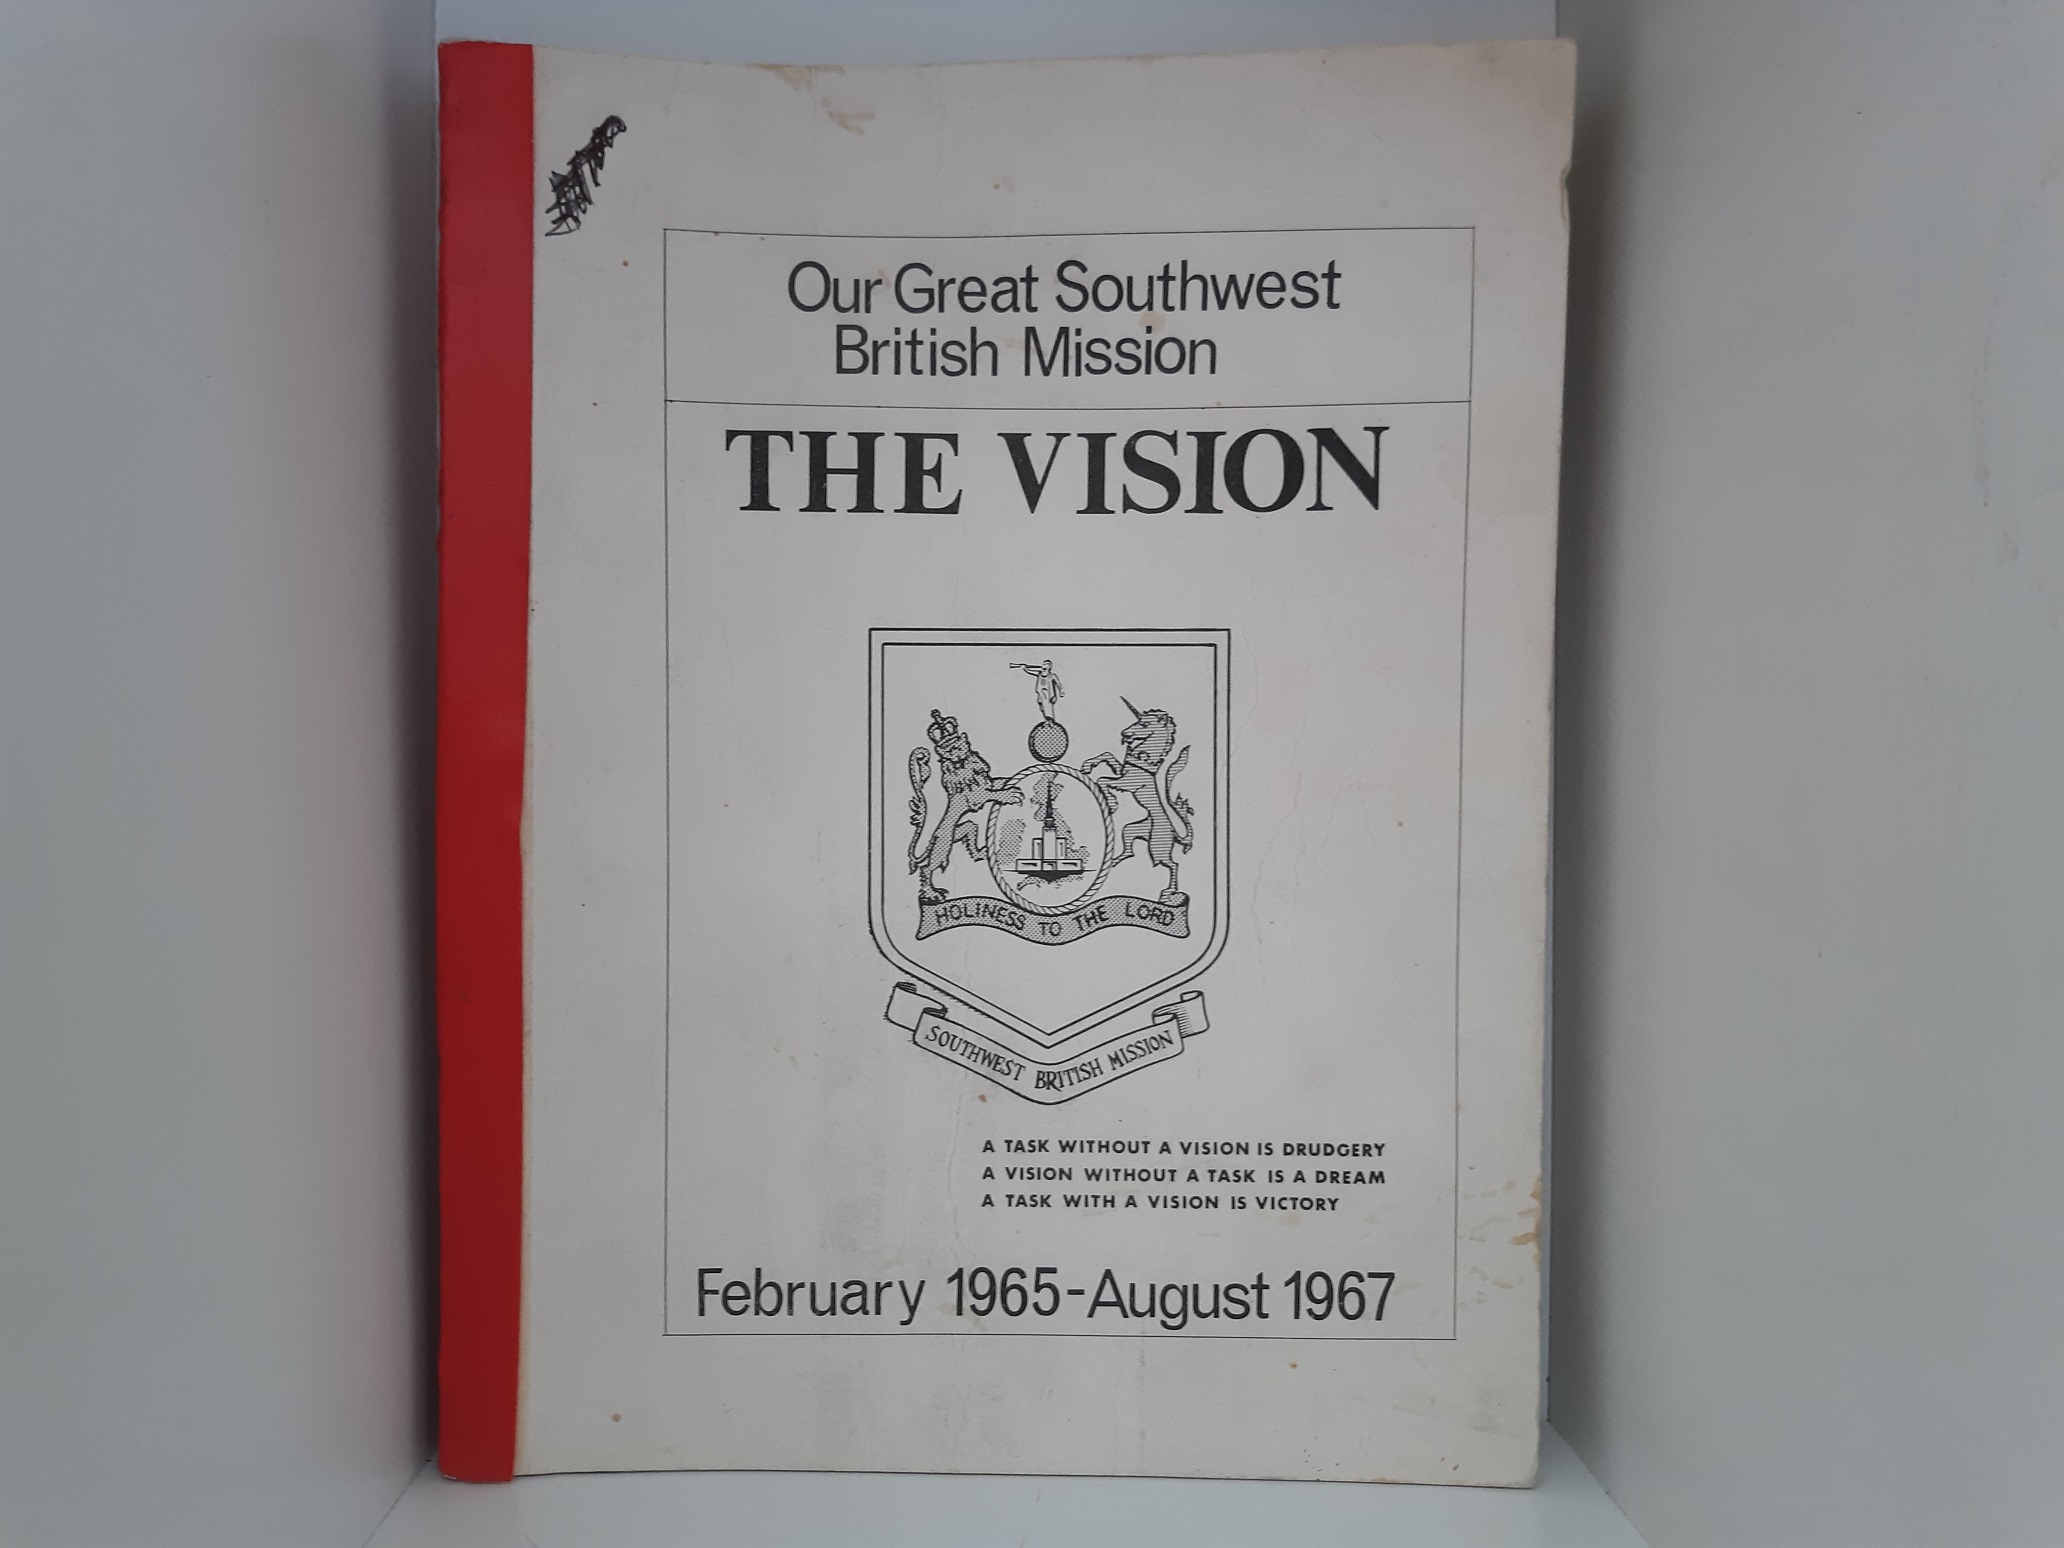 Our Great Southwest
British Mission
THE VISION
HOLINESS TO THE LORD
SOUTHWEST BRITISH MISSION
A TASK WITHOUT A VISION IS DRUDGERY
A VISION WITHOUT A TASK IS A DREAM
A TASK WITH A VISION IS VICTORY
February 1965-August 1967